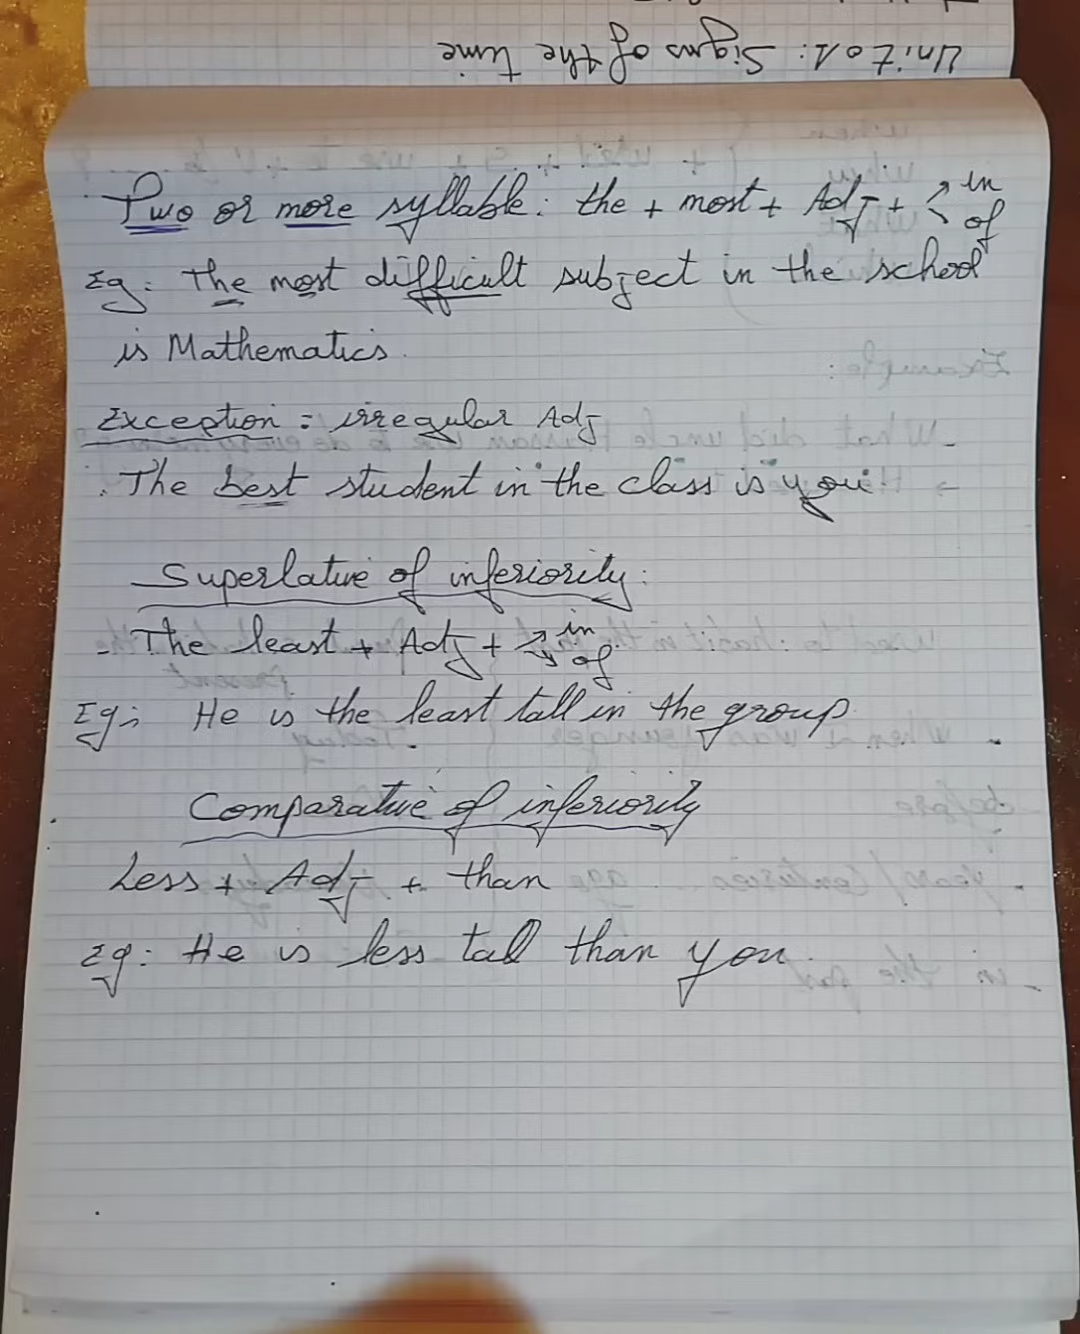 Unit 01: Signs of the time
Two or more syllable: the + most + Adj + in
of
Eg: The most difficult subject in the school
is Mathematics.
Exception: irregular Adj
. The best student in the class is you
Superlative of inferiority:
- The least + Adj + in
of
Eg: He is the least tall in the group
Comparative of inferiority
Less + Adj + than
Eg: He is less tall than you